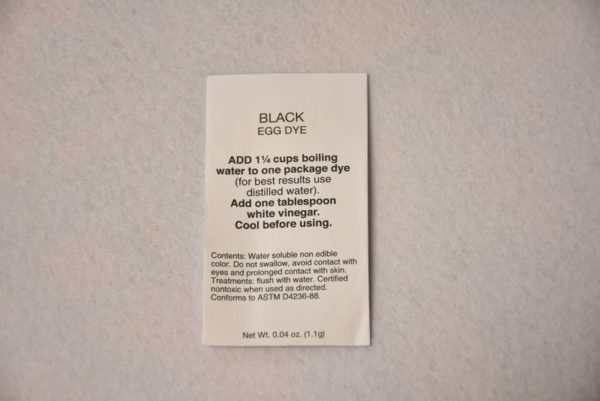 BLACK
EGG DYE
ADD 1¼ cups boiling
water to one package dye
(for best results use
distilled water).
Add one tablespoon
white vinegar.
Cool before using.
Contents: Water soluble non edible
color. Do not swallow, avoid contact with
eyes and prolonged contact with skin.
Treatments: flush with water. Certified
nontoxic when used as directed.
Conforms to ASTM D4236-88.
Net Wt. 0.04 oz. (1.1g)